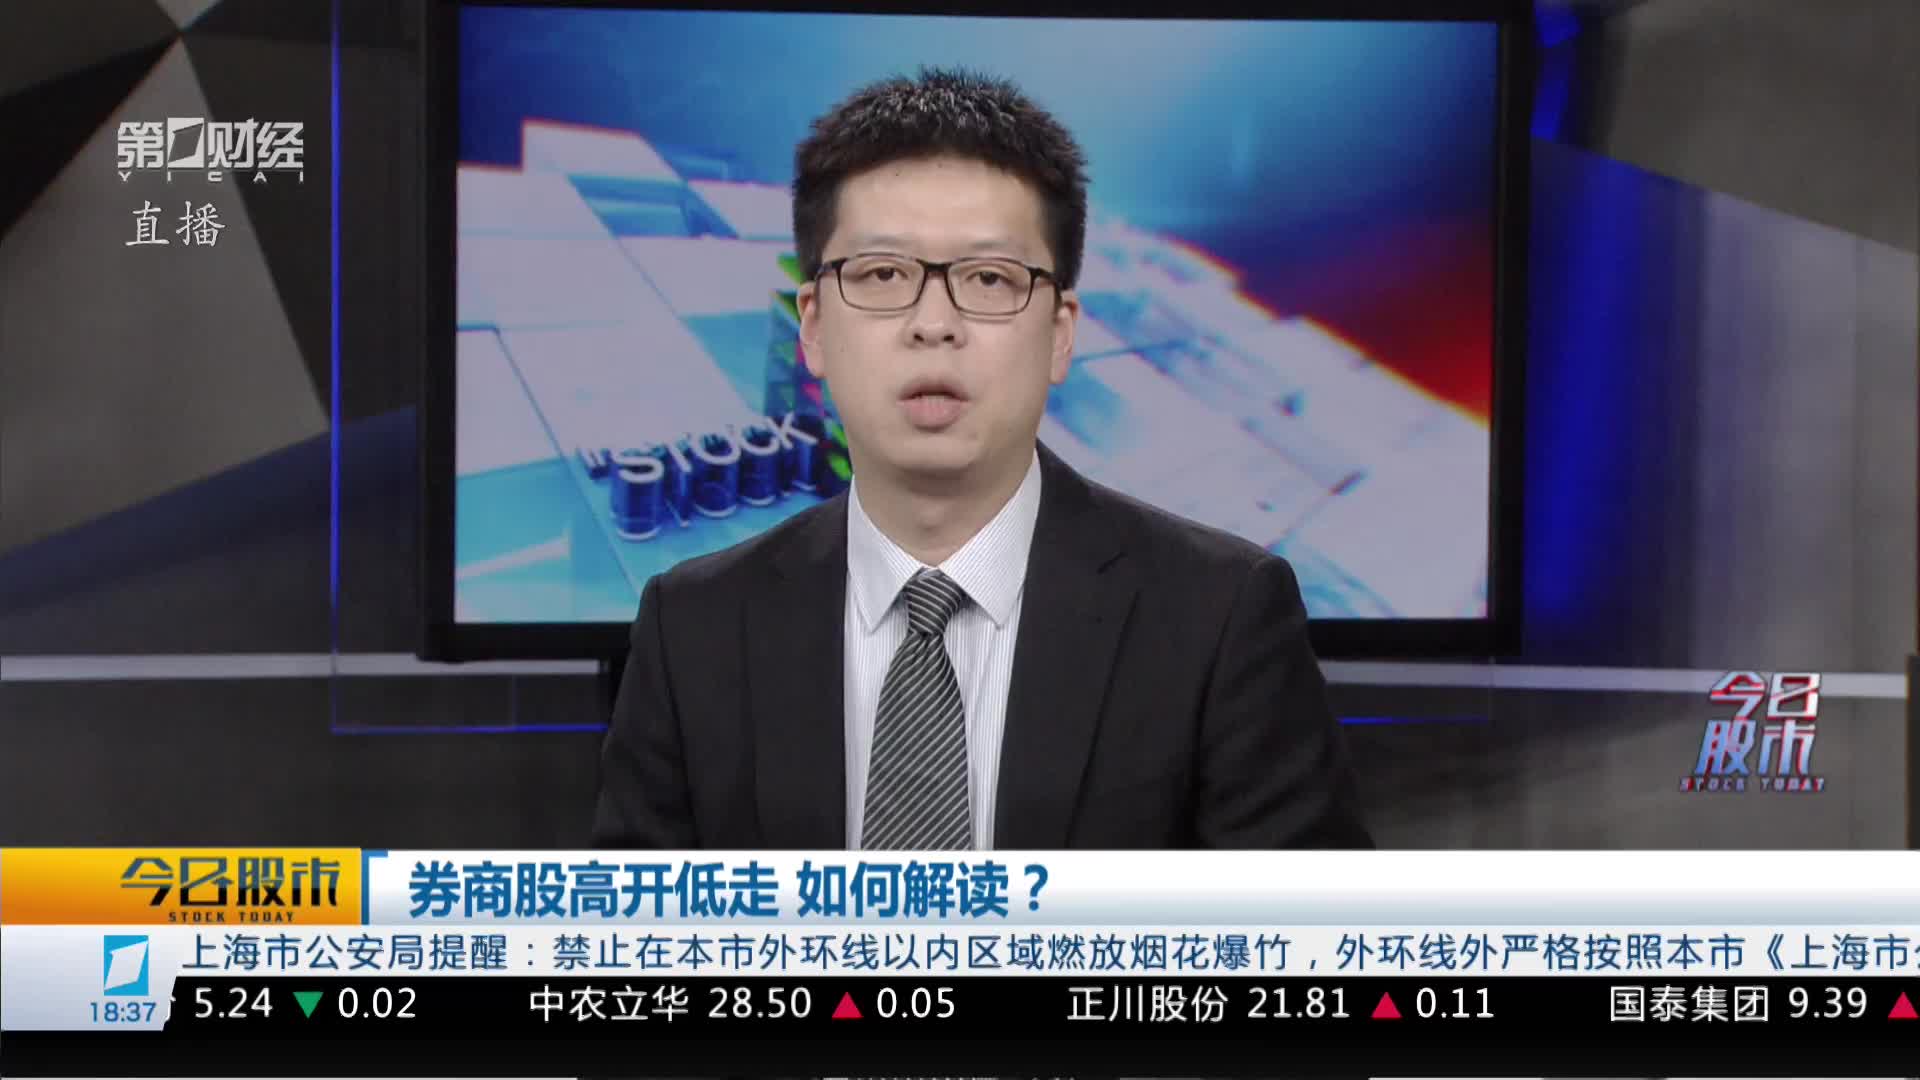 第一财经
YICAI
直播
STOCK
今日
股市
STOCK TODAY
今日股市
STOCK TODAY
券商股高开低走 如何解读？
上海市公安局提醒：禁止在本市外环线以内区域燃放烟花爆竹，外环线外严格按照本市《上海市
18:37
5.24 ▼ 0.02 中农立华 28.50 ▲ 0.05 正川股份 21.81 ▲ 0.11 国泰集团 9.39 ▲